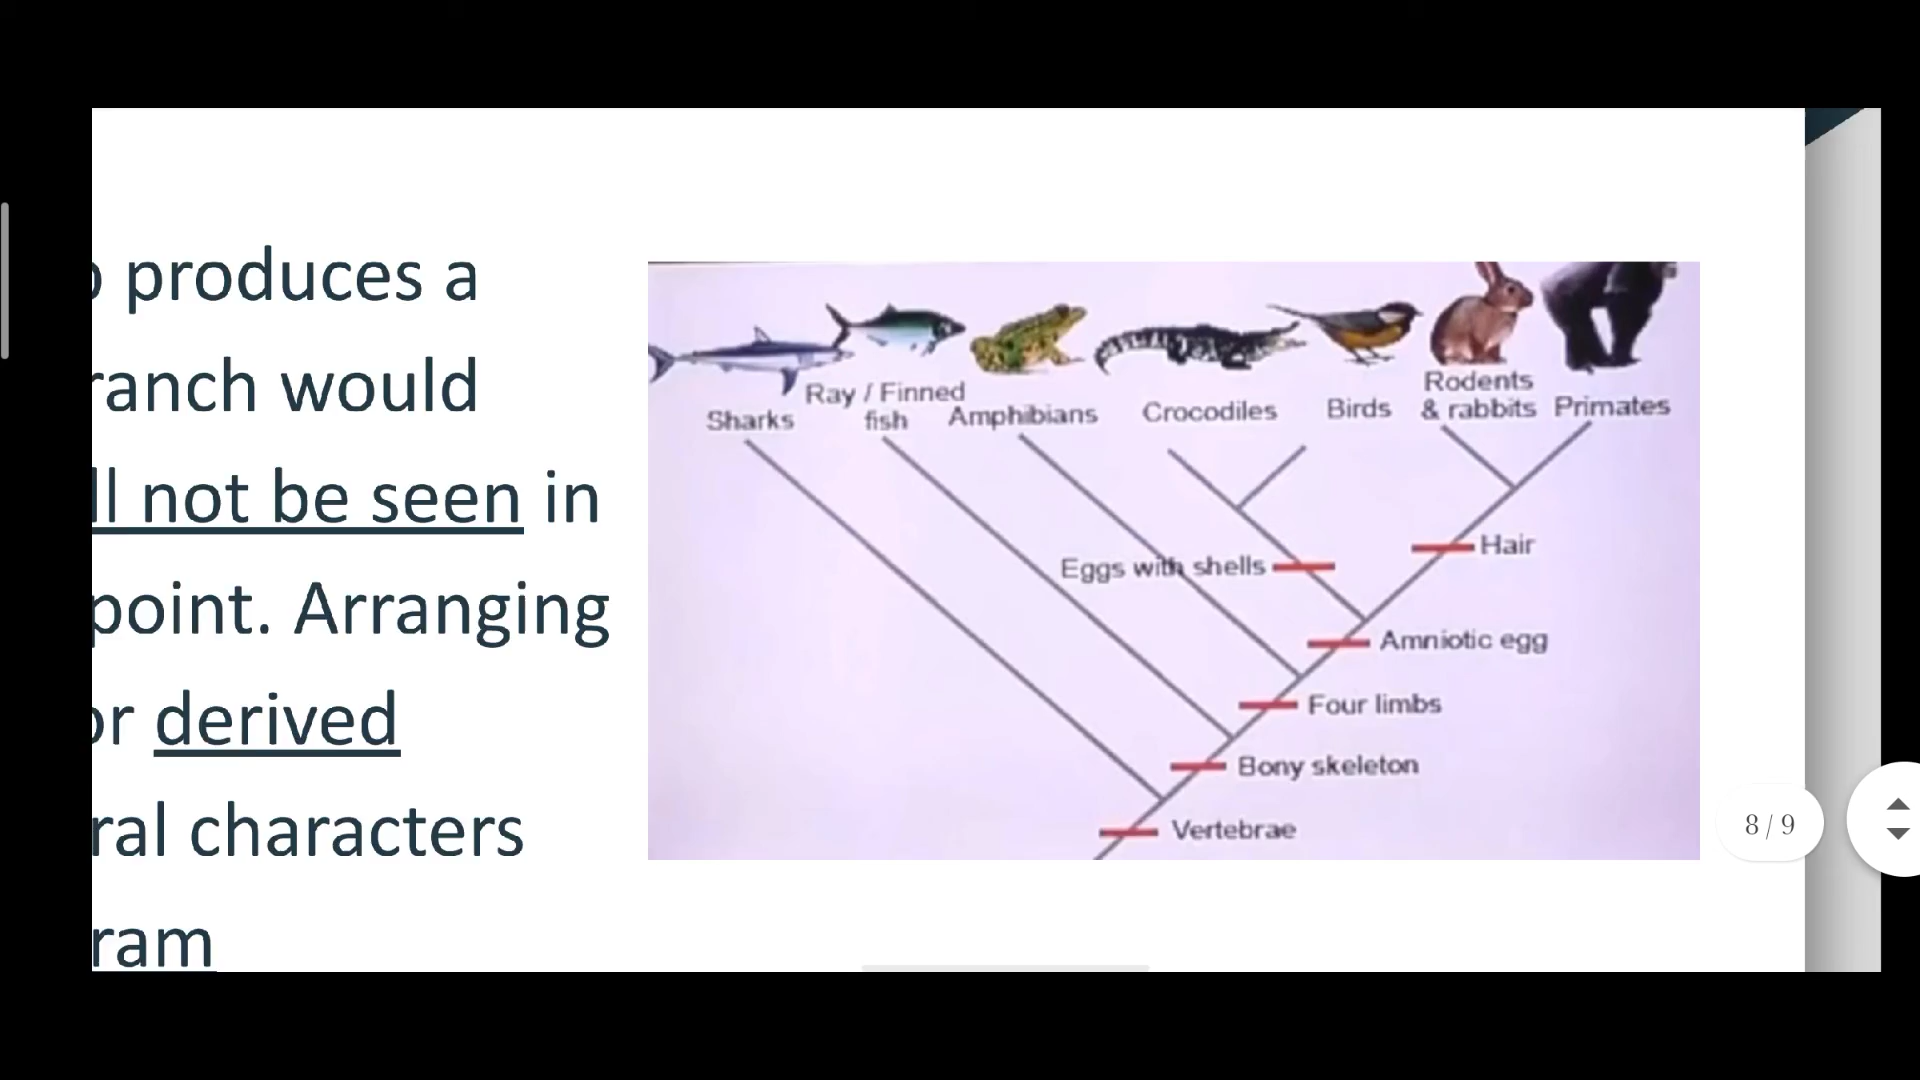 produces a
ranch would
ll not be seen in
point. Arranging
or derived
ral characters
ram
Ray / Finned
fish
Sharks
Amphibians
Crocodiles
Birds
Rodents
& rabbits
Primates
Eggs with shells
Hair
Amniotic egg
Four limbs
Bony skeleton
Vertebrae
8 / 9